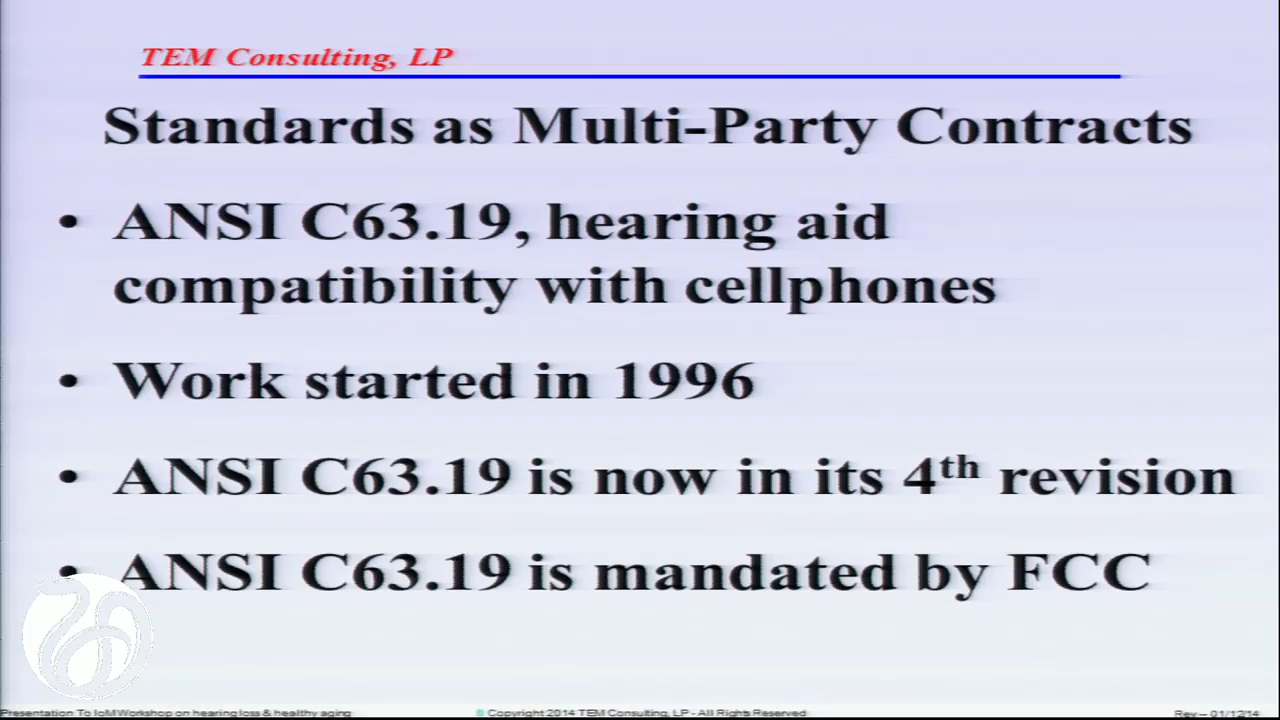 TEM Consulting, LP
Standards as Multi-Party Contracts
• ANSI C63.19, hearing aid
compatibility with cellphones
• Work started in 1996
• ANSI C63.19 is now in its 4th revision
• ANSI C63.19 is mandated by FCC
Presentation To IoM Workshop on hearing loss & healthy aging © Copyright 2014 TEM Consulting, LP - All Rights Reserved Rev – 01/12/14